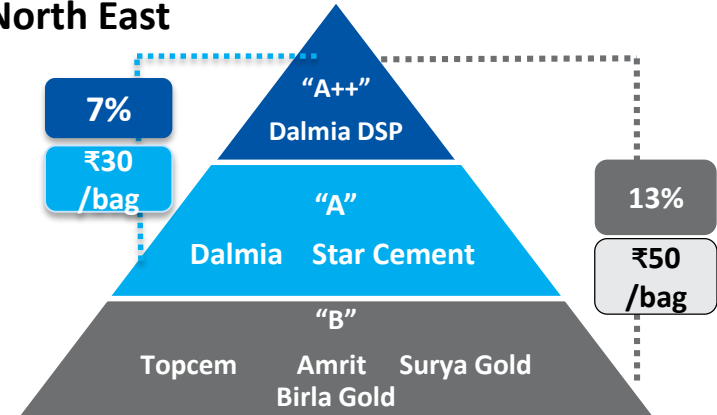 North East
“A++”
Dalmia DSP
7%
₹30
/bag
“A”
Dalmia Star Cement
13%
₹50
/bag
“B”
Topcem Amrit Surya Gold
Birla Gold